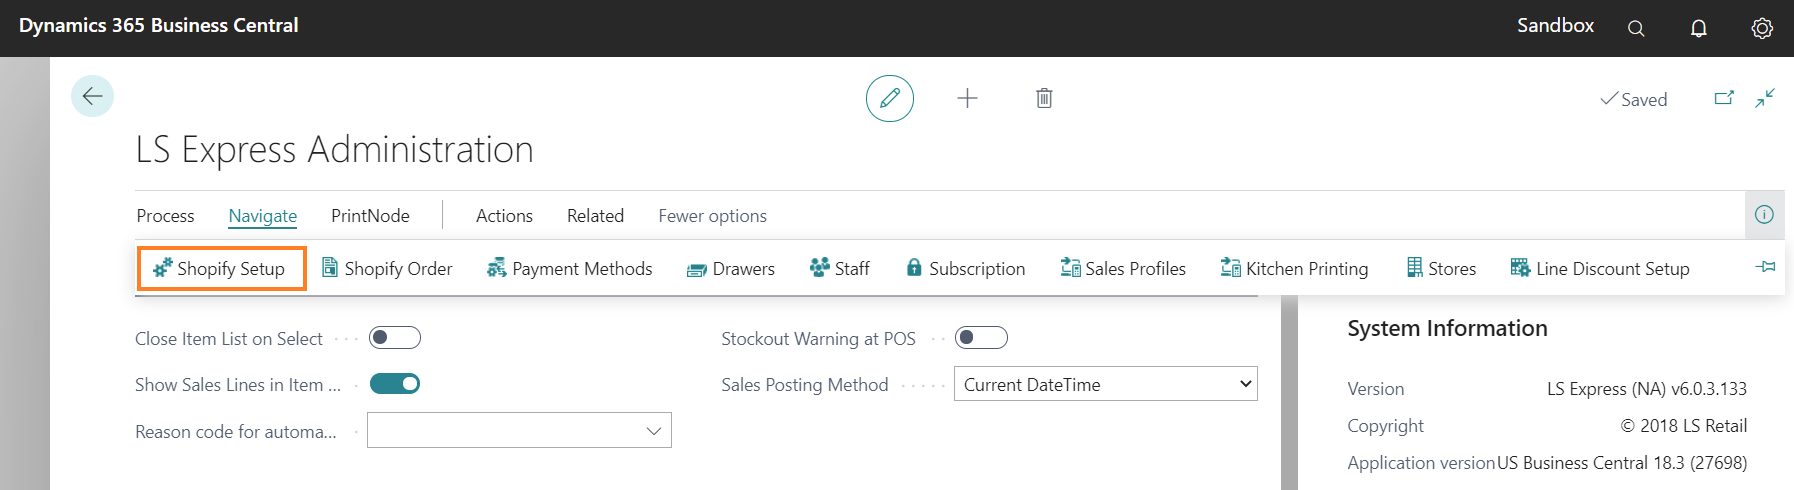 Dynamics 365 Business Central
Sandbox
Saved
LS Express Administration
Process Navigate PrintNode Actions Related Fewer options
Shopify Setup Shopify Order Payment Methods Drawers Staff Subscription Sales Profiles Kitchen Printing Stores Line Discount Setup
Close Item List on Select
Show Sales Lines in Item ...
Reason code for automa...
Stockout Warning at POS
Sales Posting Method Current DateTime
System Information
Version LS Express (NA) v6.0.3.133
Copyright © 2018 LS Retail
Application version US Business Central 18.3 (27698)